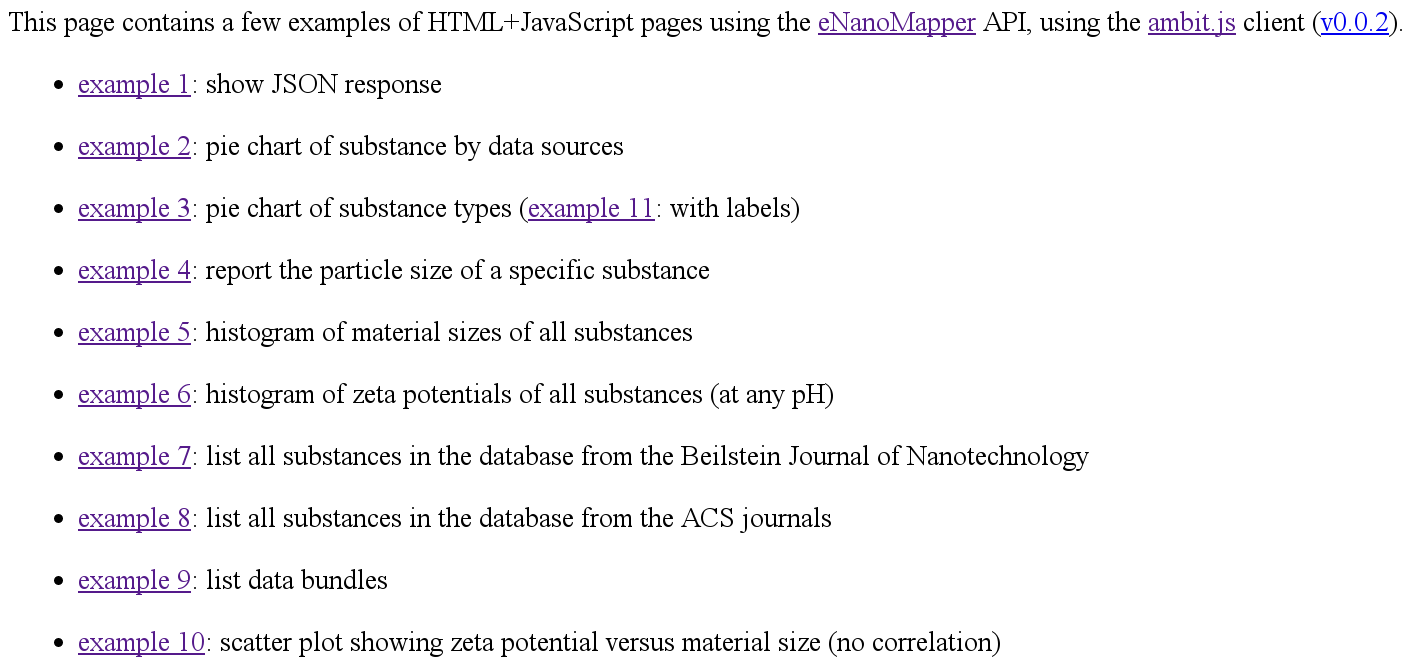 This page contains a few examples of HTML+JavaScript pages using the eNanoMapper API, using the ambit.js client (v0.0.2).
example 1: show JSON response
example 2: pie chart of substance by data sources
example 3: pie chart of substance types (example 11: with labels)
example 4: report the particle size of a specific substance
example 5: histogram of material sizes of all substances
example 6: histogram of zeta potentials of all substances (at any pH)
example 7: list all substances in the database from the Beilstein Journal of Nanotechnology
example 8: list all substances in the database from the ACS journals
example 9: list data bundles
example 10: scatter plot showing zeta potential versus material size (no correlation)